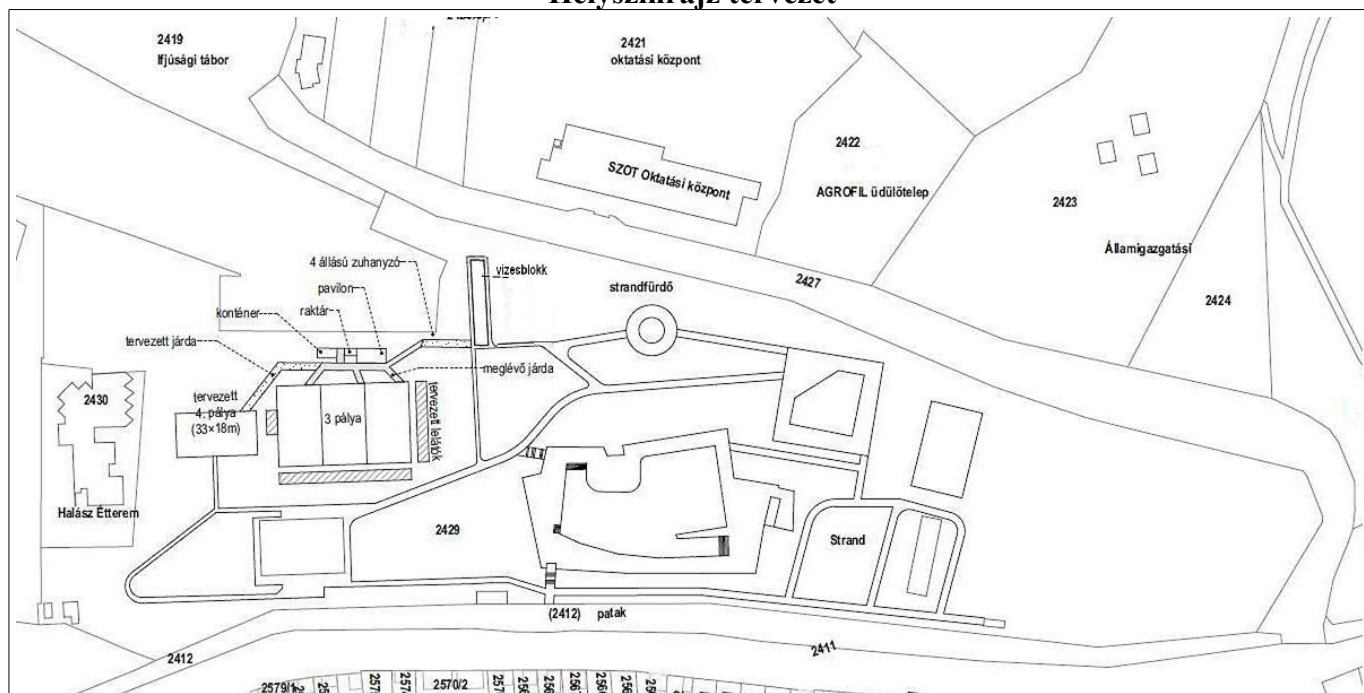 Helyszínrajz tervezet
2419
Ifjúsági tábor
2421
oktatási központ
2422
AGROFIL üdülőtelep
SZOT Oktatási központ
2423
Államigazgatási
2424
2427
4 állású zuhanyzó
vizesblokk
strandfürdő
pavilon
konténer
raktár
tervezett járda
meglévő járda
2430
tervezett
4. pálya
(33×18m)
3 pálya
tervezett lelátók
Halász Étterem
2429
Strand
(2412) patak
2411
2412
2579/1
2570/2